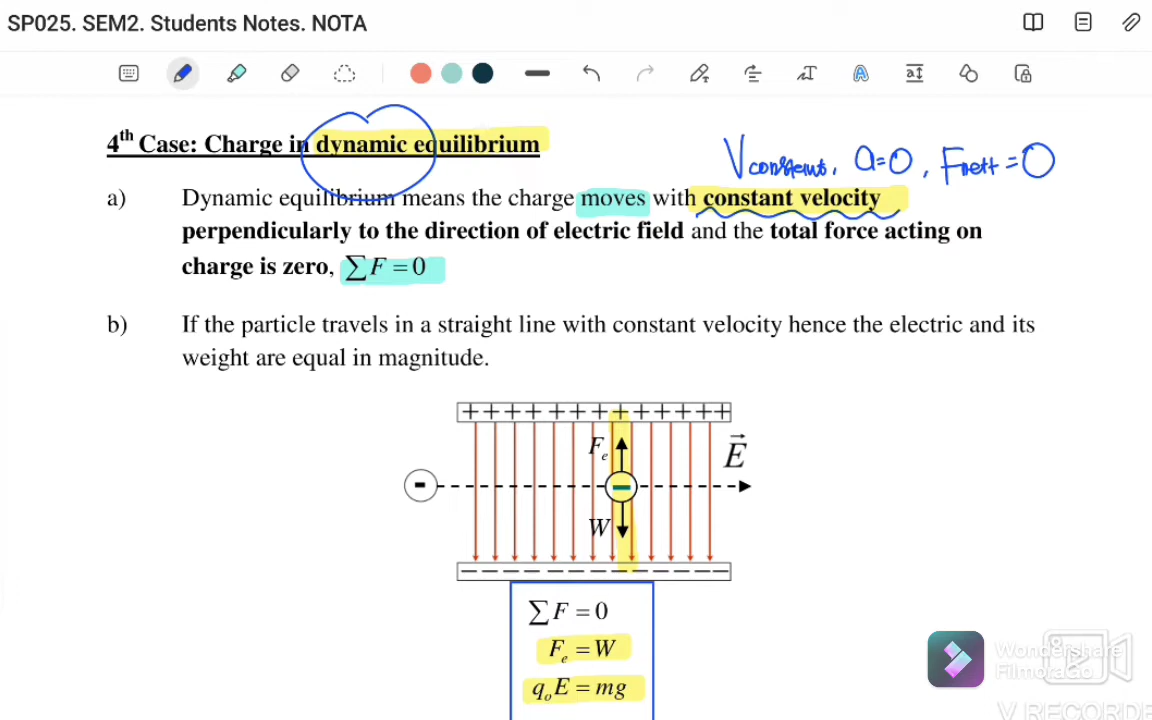 SP025. SEM2. Students Notes. NOTA
4th Case: Charge in dynamic equilibrium
V constant, a=0, Fnett=0
a) Dynamic equilibrium means the charge moves with constant velocity
perpendicularly to the direction of electric field and the total force acting on
charge is zero, ∑F = 0
b) If the particle travels in a straight line with constant velocity hence the electric and its
weight are equal in magnitude.
+++++++++++++
Fe
E⃗
-
–
W
– – – – – – – – – – – – –
∑F = 0
Fe = W
qoE = mg
Wondershare
Filmora
V RECORDE